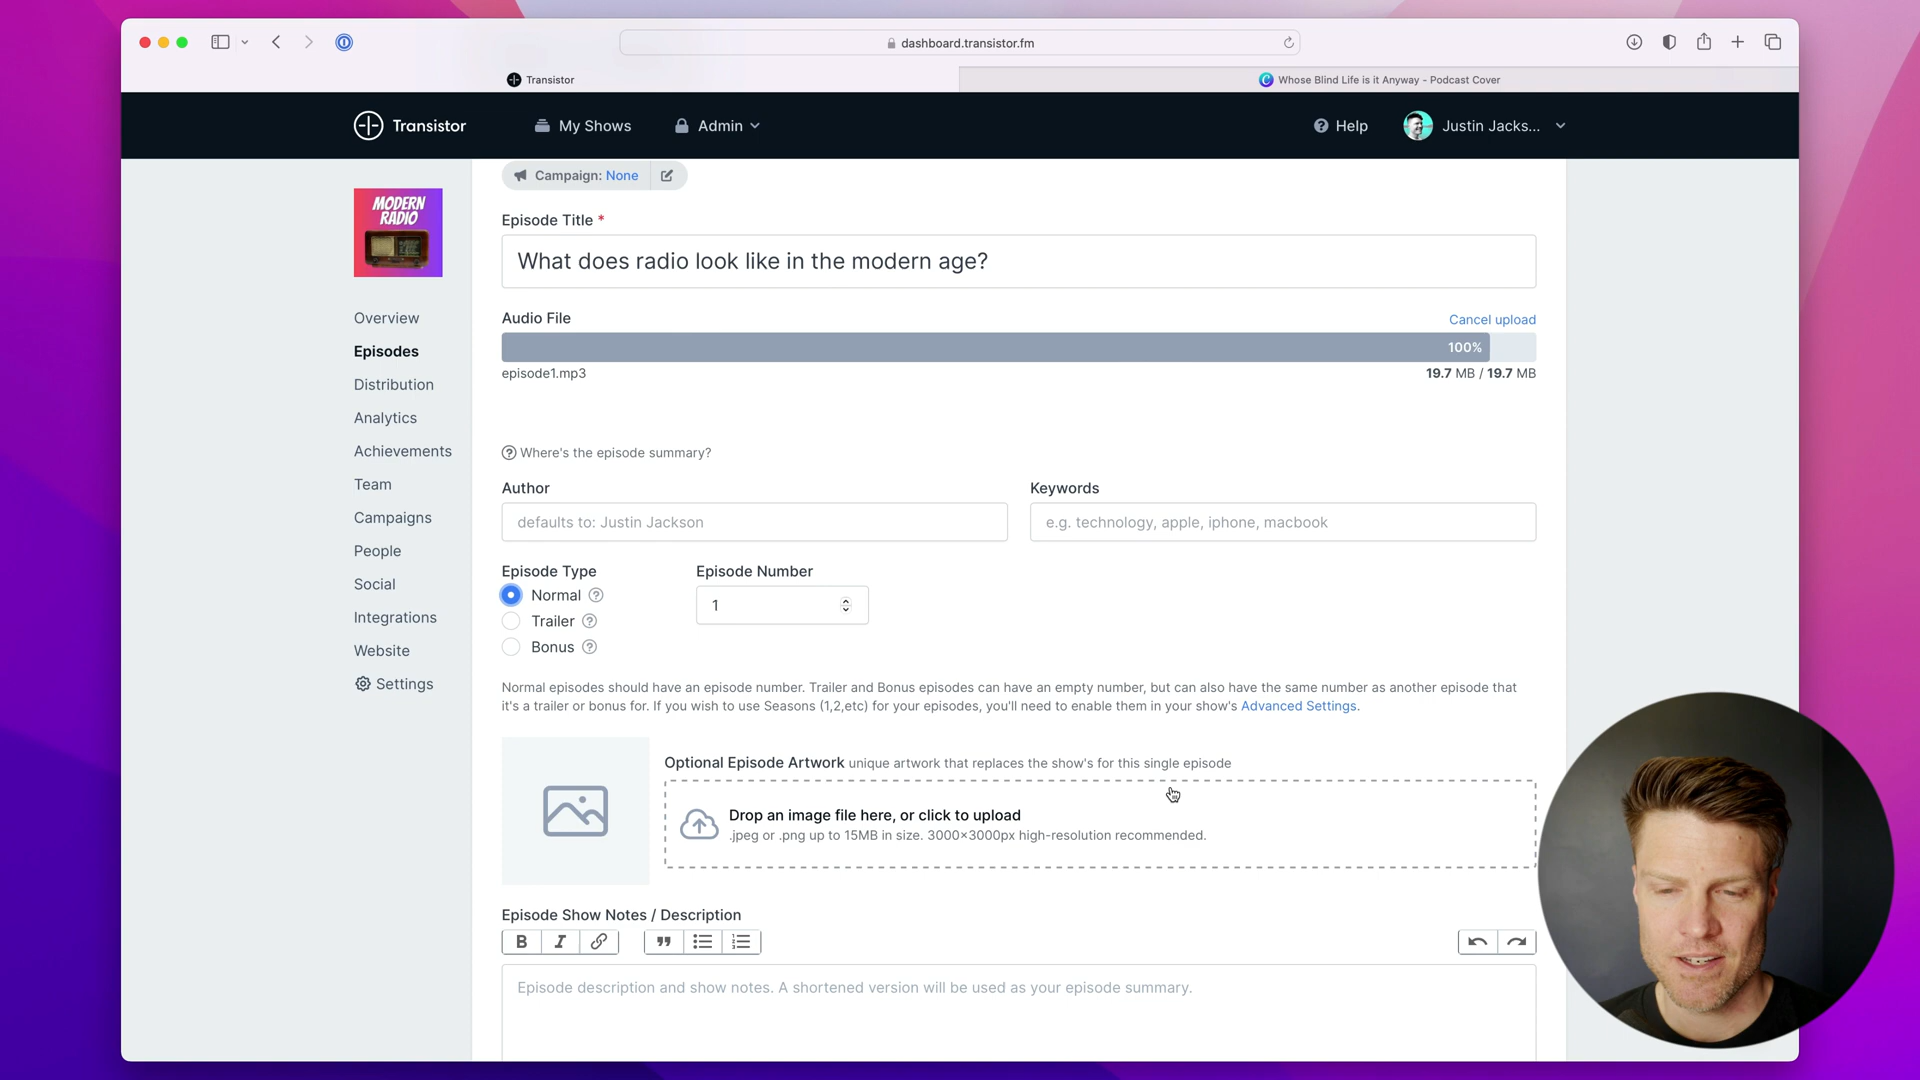 dashboard.transistor.fm
Transistor
Whose Blind Life is it Anyway - Podcast Cover
Transistor
My Shows
Admin
Help
Justin Jacks...
MODERN
RADIO
Overview
Episodes
Distribution
Analytics
Achievements
Team
Campaigns
People
Social
Integrations
Website
Settings
Campaign: None
Episode Title *
What does radio look like in the modern age?
Audio File
Cancel upload
100%
episode1.mp3
19.7 MB / 19.7 MB
Where's the episode summary?
Author
defaults to: Justin Jackson
Keywords
e.g. technology, apple, iphone, macbook
Episode Type
Normal
Trailer
Bonus
Episode Number
1
Normal episodes should have an episode number. Trailer and Bonus episodes can have an empty number, but can also have the same number as another episode that
it's a trailer or bonus for. If you wish to use Seasons (1,2,etc) for your episodes, you'll need to enable them in your show's Advanced Settings.
Optional Episode Artwork unique artwork that replaces the show's for this single episode
Drop an image file here, or click to upload
.jpeg or .png up to 15MB in size. 3000×3000px high-resolution recommended.
Episode Show Notes / Description
B I
Episode description and show notes. A shortened version will be used as your episode summary.